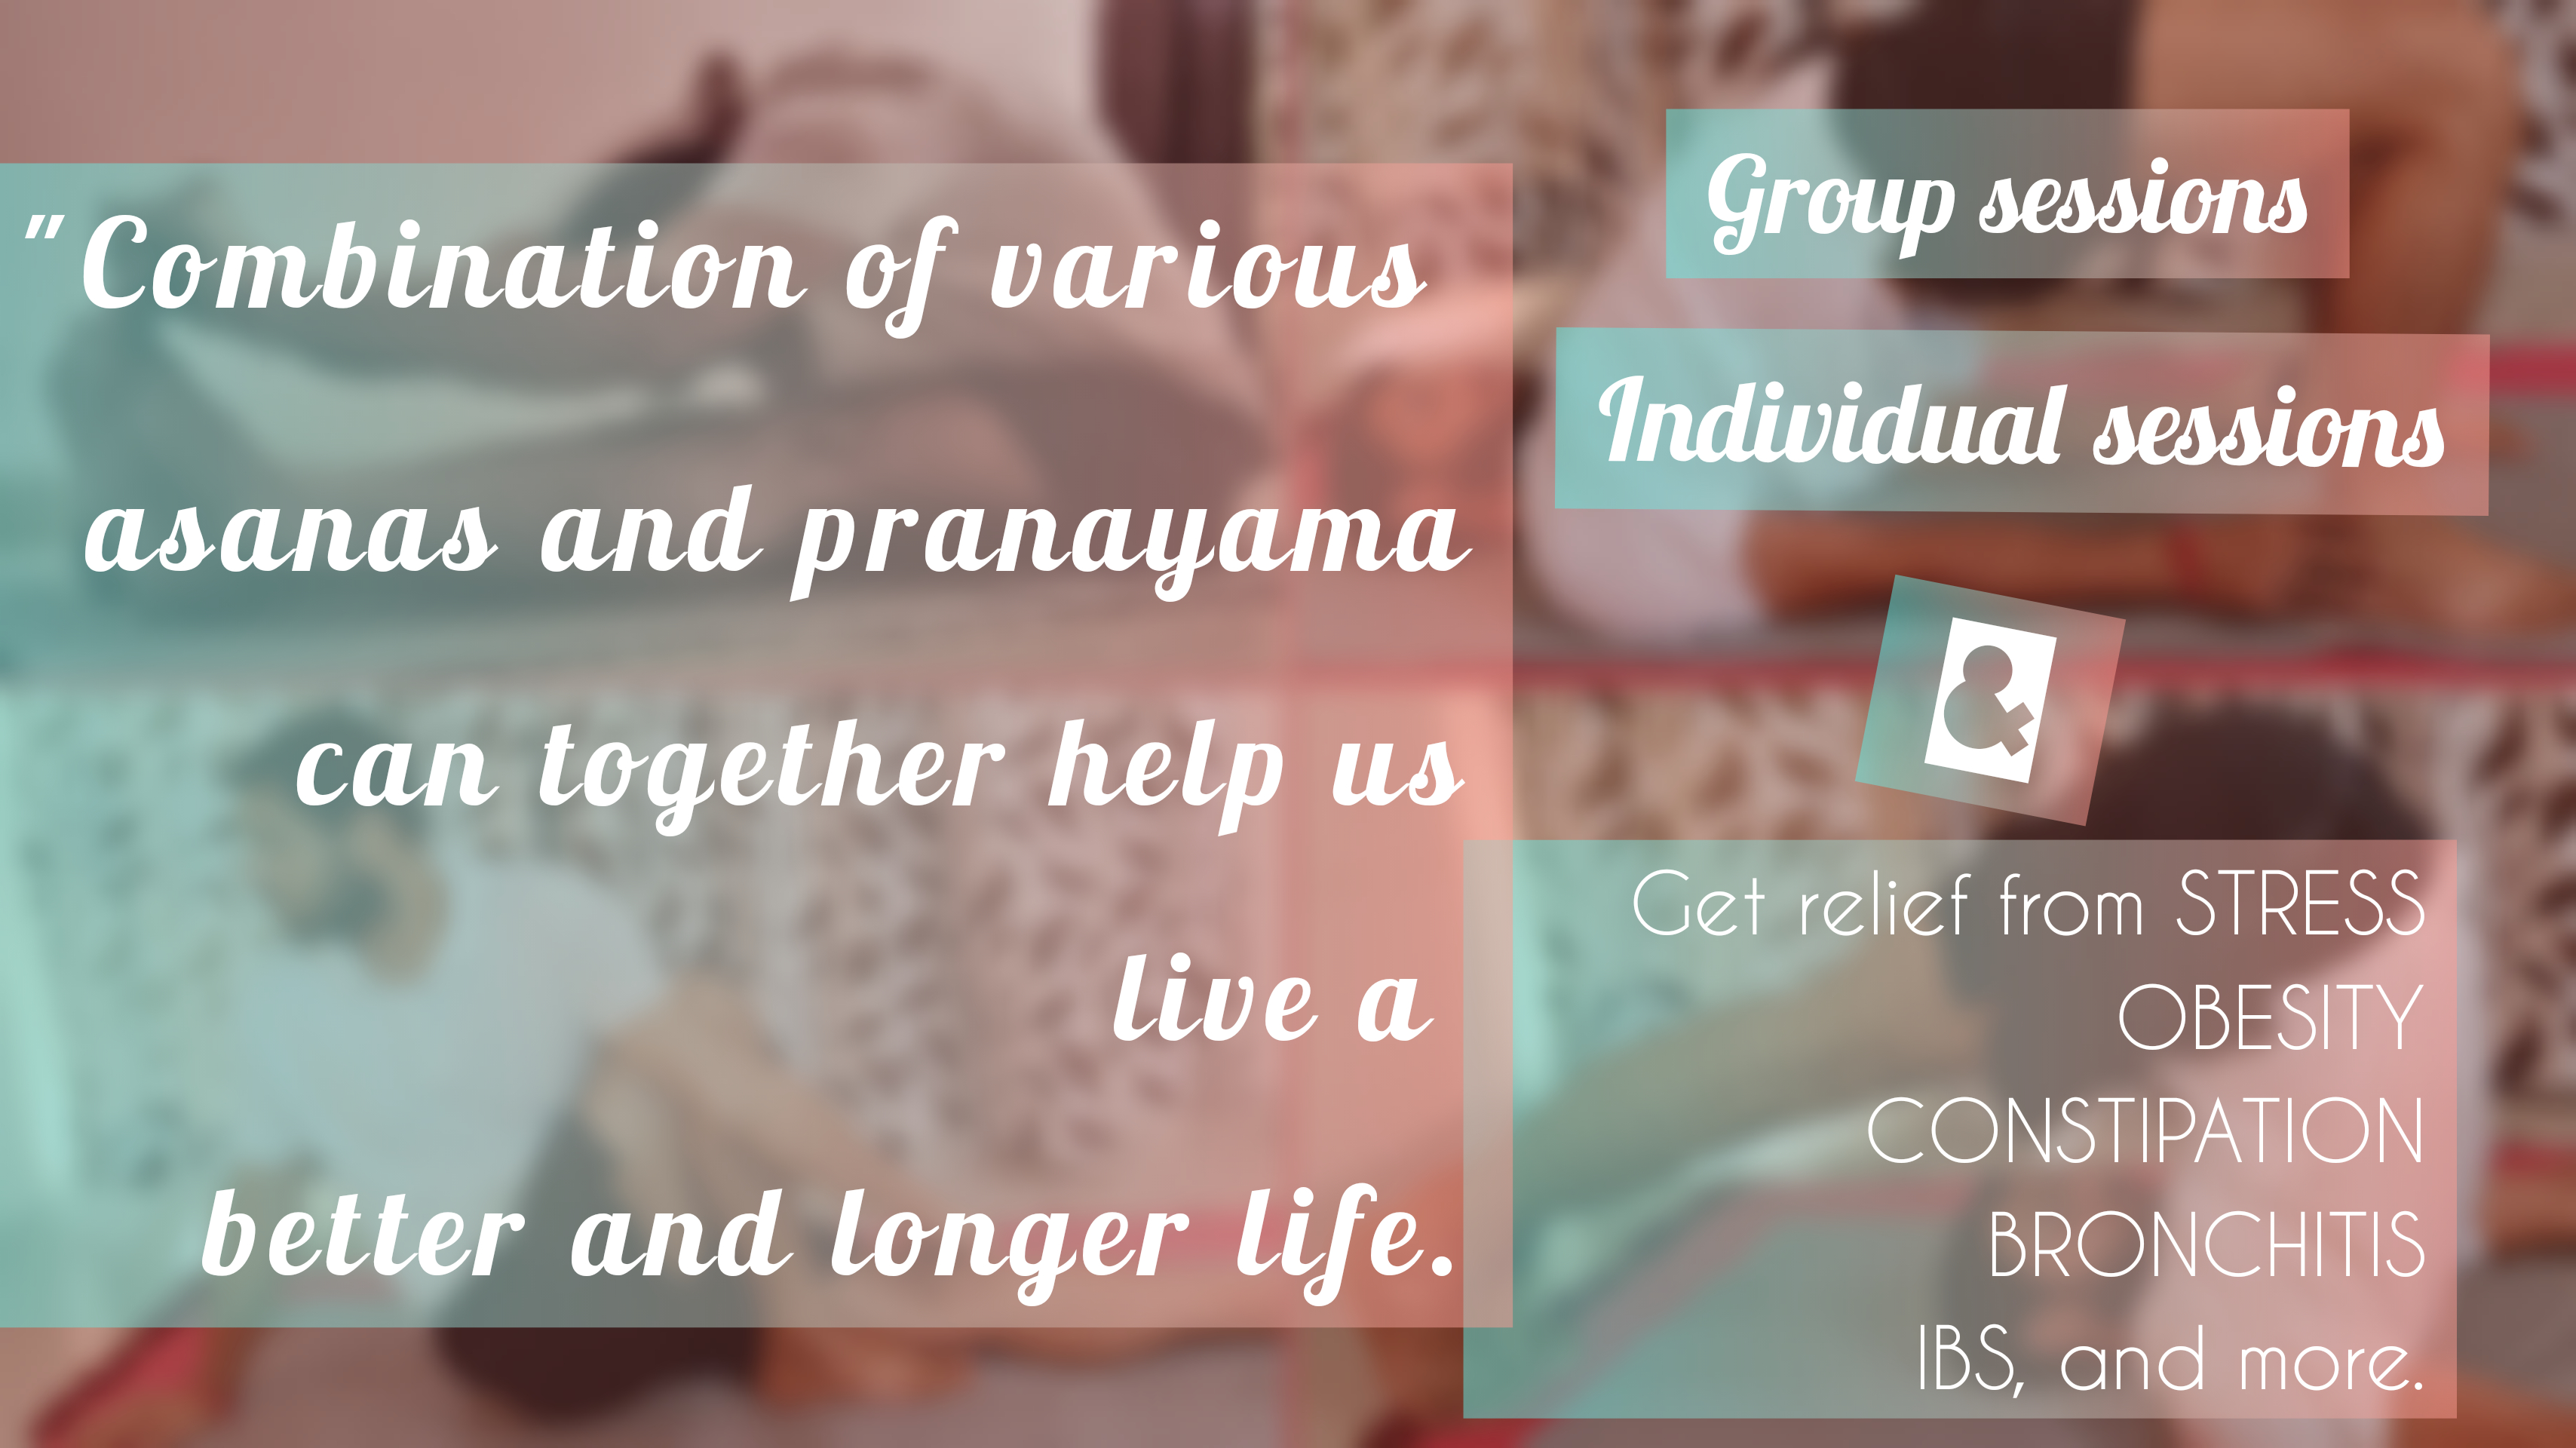 "Combination of various
asanas and pranayama
can together help us
live a
better and longer life.
Group sessions
Individual sessions
&
Get relief from STRESS
OBESITY
CONSTIPATION
BRONCHITIS
IBS, and more.